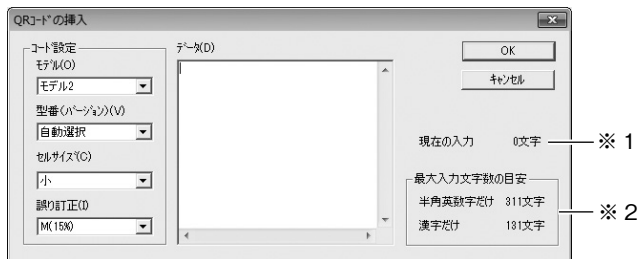 QRコードの挿入
コード設定
モデル(O)
モデル2
型番(バージョン)(V)
自動選択
セルサイズ(C)
小
誤り訂正(I)
M(15%)
データ(D)
OK
キャンセル
現在の入力 0文字
※1
最大入力文字数の目安
半角英数字だけ 311文字
漢字だけ 131文字
※2